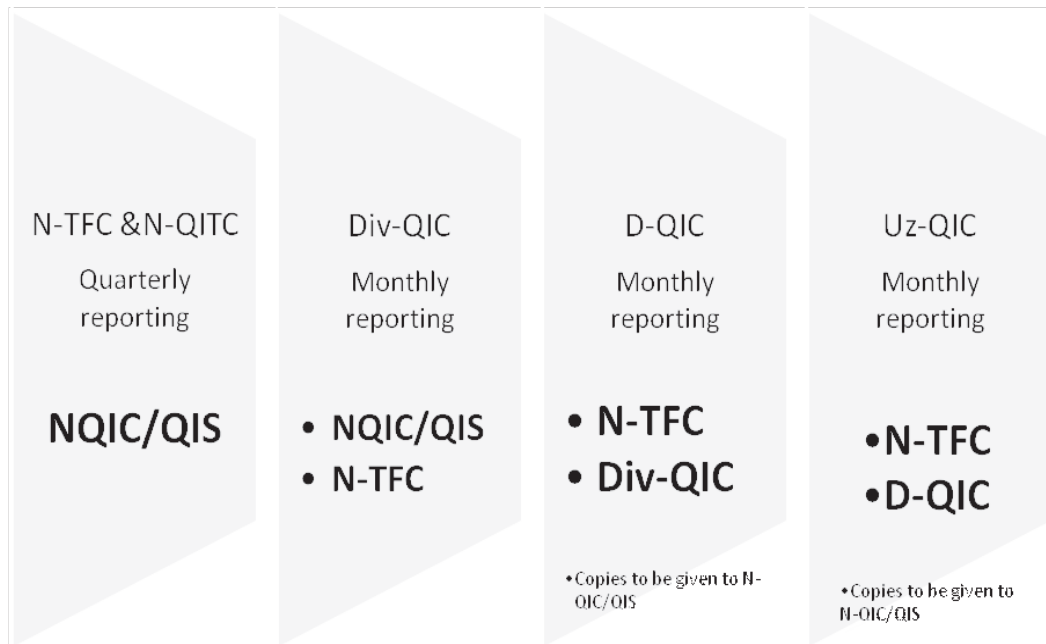 N-TFC &N-QITC
Quarterly
reporting
NQIC/QIS
Div-QIC
Monthly
reporting
• NQIC/QIS
• N-TFC
D-QIC
Monthly
reporting
• N-TFC
• Div-QIC
•Copies to be given to N-
QIC/QIS
Uz-QIC
Monthly
reporting
•N-TFC
•D-QIC
•Copies to be given to
N-QIC/QIS